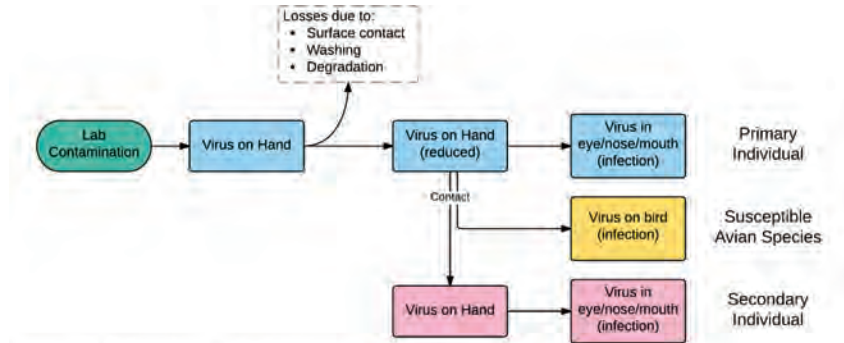 Losses due to:
• Surface contact
• Washing
• Degradation
Lab
Contamination
Virus on Hand
Virus on Hand
(reduced)
Virus in
eye/nose/mouth
(infection)
Primary
Individual
Contact
Virus on bird
(infection)
Susceptible
Avian Species
Virus on Hand
Virus in
eye/nose/mouth
(infection)
Secondary
Individual